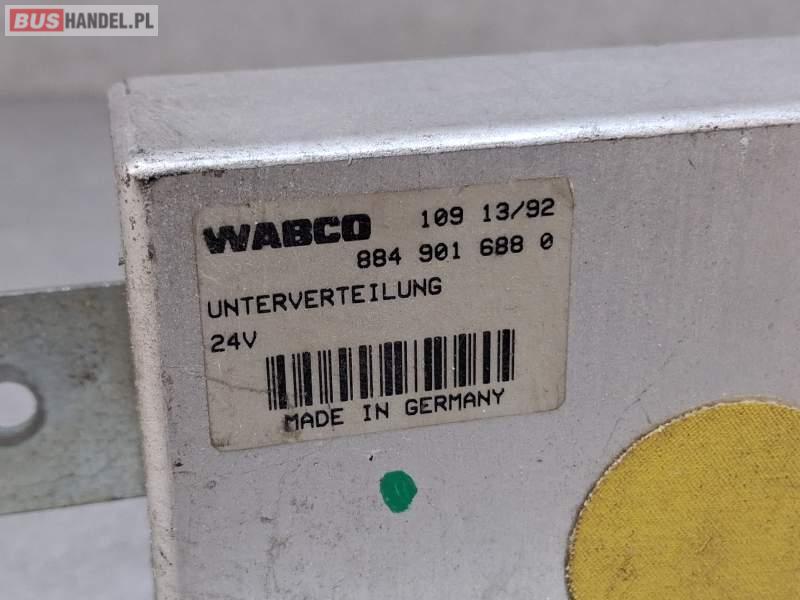 BUSHANDEL.PL
WABCO 109 13/92
884 901 688 0
UNTERVERTEILUNG
24V
MADE IN GERMANY